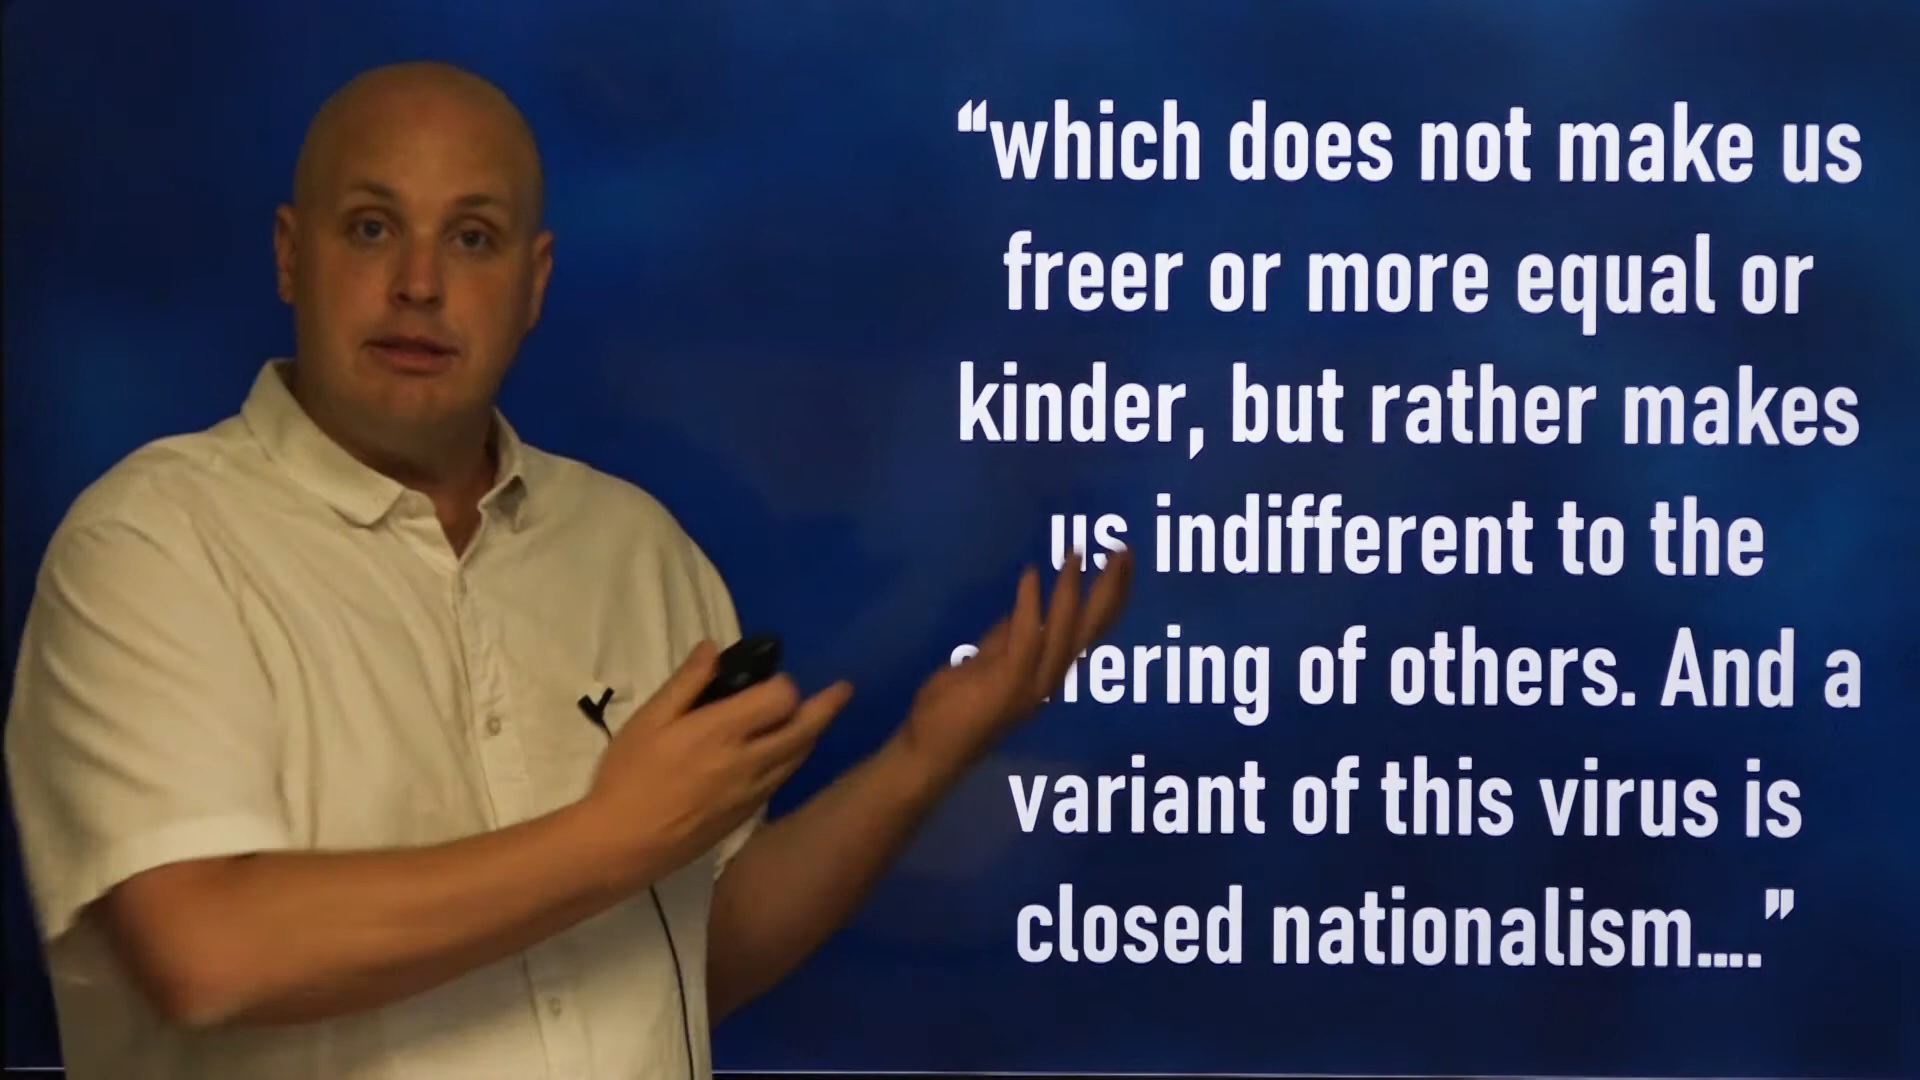 “which does not make us
freer or more equal or
kinder, but rather makes
us indifferent to the
of others. And a
variant of this virus is
closed nationalism....”